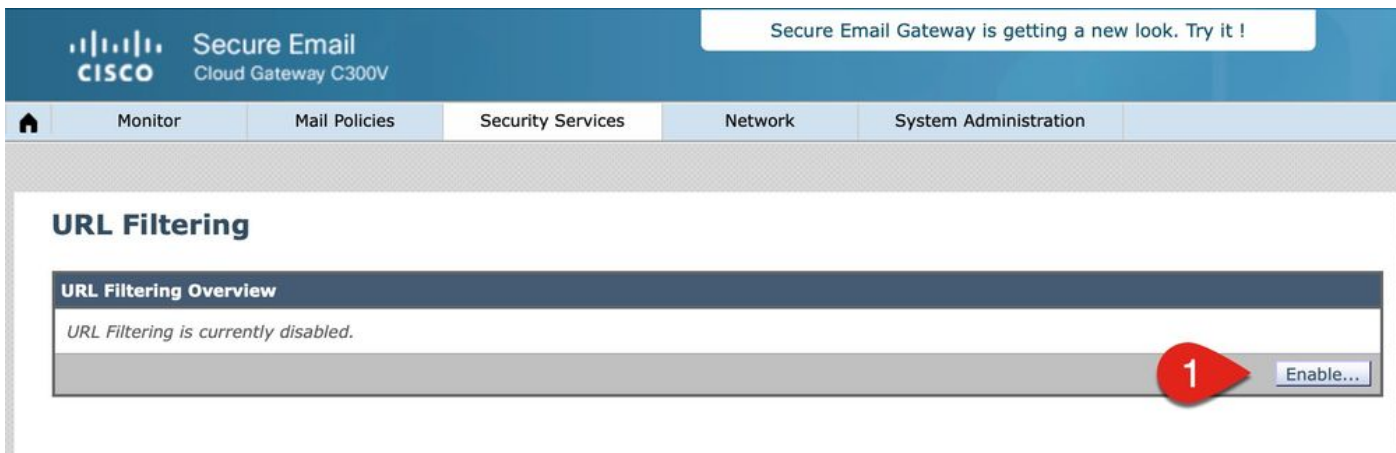 Secure Email Gateway is getting a new look. Try it !
CISCO Secure Email
Cloud Gateway C300V
Monitor Mail Policies Security Services Network System Administration
URL Filtering
URL Filtering Overview
URL Filtering is currently disabled.
1 Enable...